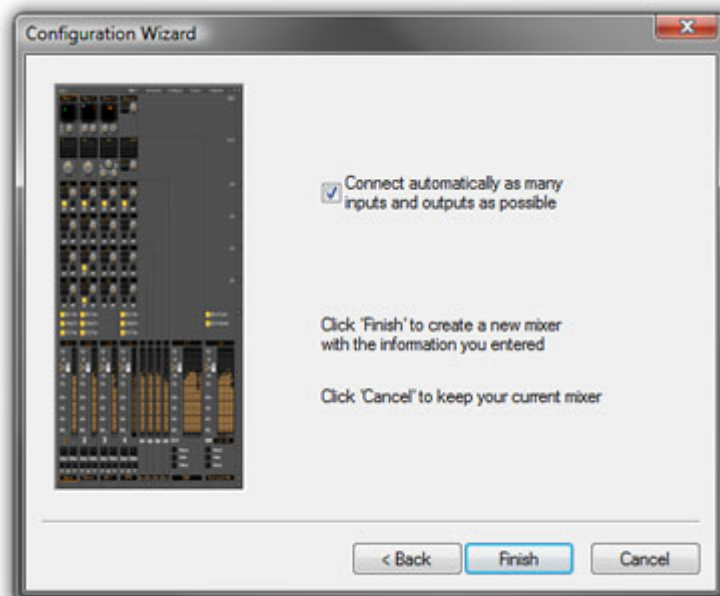 Configuration Wizard
Connect automatically as many
inputs and outputs as possible
Click 'Finish' to create a new mixer
with the information you entered
Click 'Cancel' to keep your current mixer
< Back
Finish
Cancel